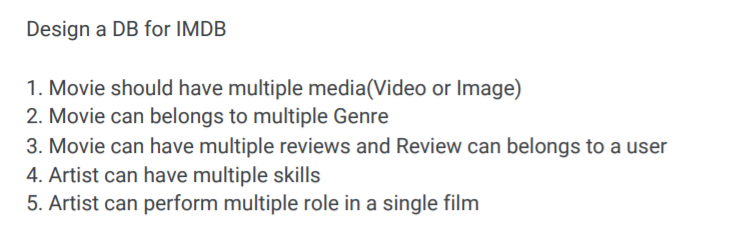 Design a DB for IMDB
1. Movie should have multiple media(Video or Image)
2. Movie can belongs to multiple Genre
3. Movie can have multiple reviews and Review can belongs to a user
4. Artist can have multiple skills
5. Artist can perform multiple role in a single film